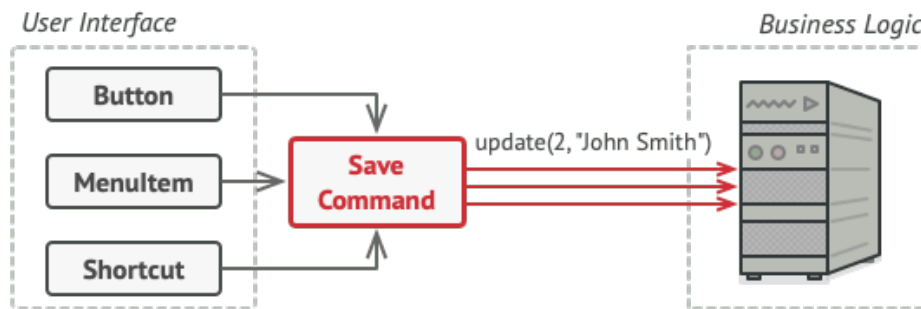 User Interface
Business Logic
Button
update(2, "John Smith")
Save
Command
MenuItem
Shortcut